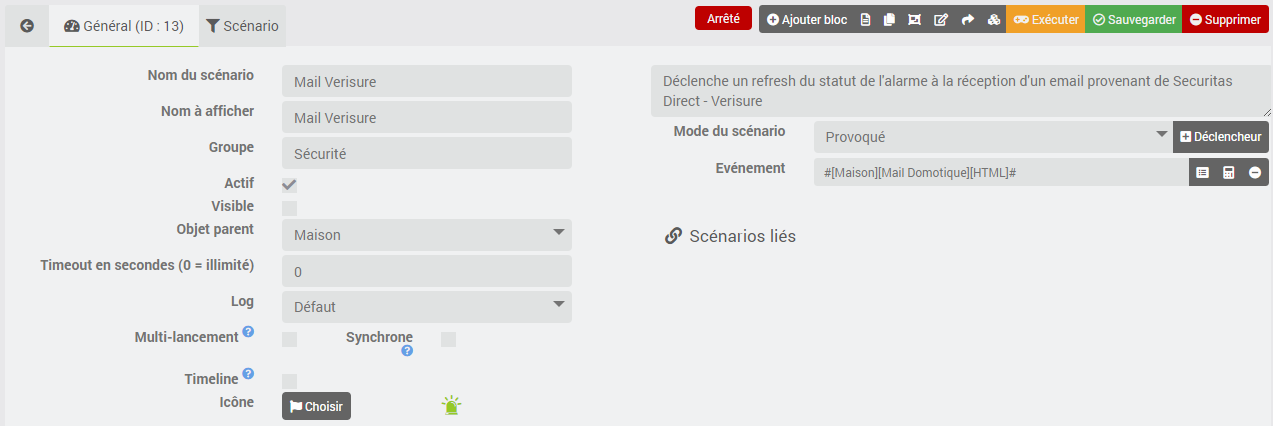 Général (ID : 13) Scénario
Arrêté Ajouter bloc Exécuter Sauvegarder Supprimer
Nom du scénario Mail Verisure
Nom à afficher Mail Verisure
Groupe Sécurité
Actif
Visible
Objet parent Maison
Timeout en secondes (0 = illimité) 0
Log Défaut
Multi-lancement ? Synchrone ?
Timeline ?
Icône Choisir
Déclenche un refresh du statut de l'alarme à la réception d'un email provenant de Securitas
Direct - Verisure
Mode du scénario Provoqué Déclencheur
Evénement #[Maison][Mail Domotique][HTML]#
Scénarios liés